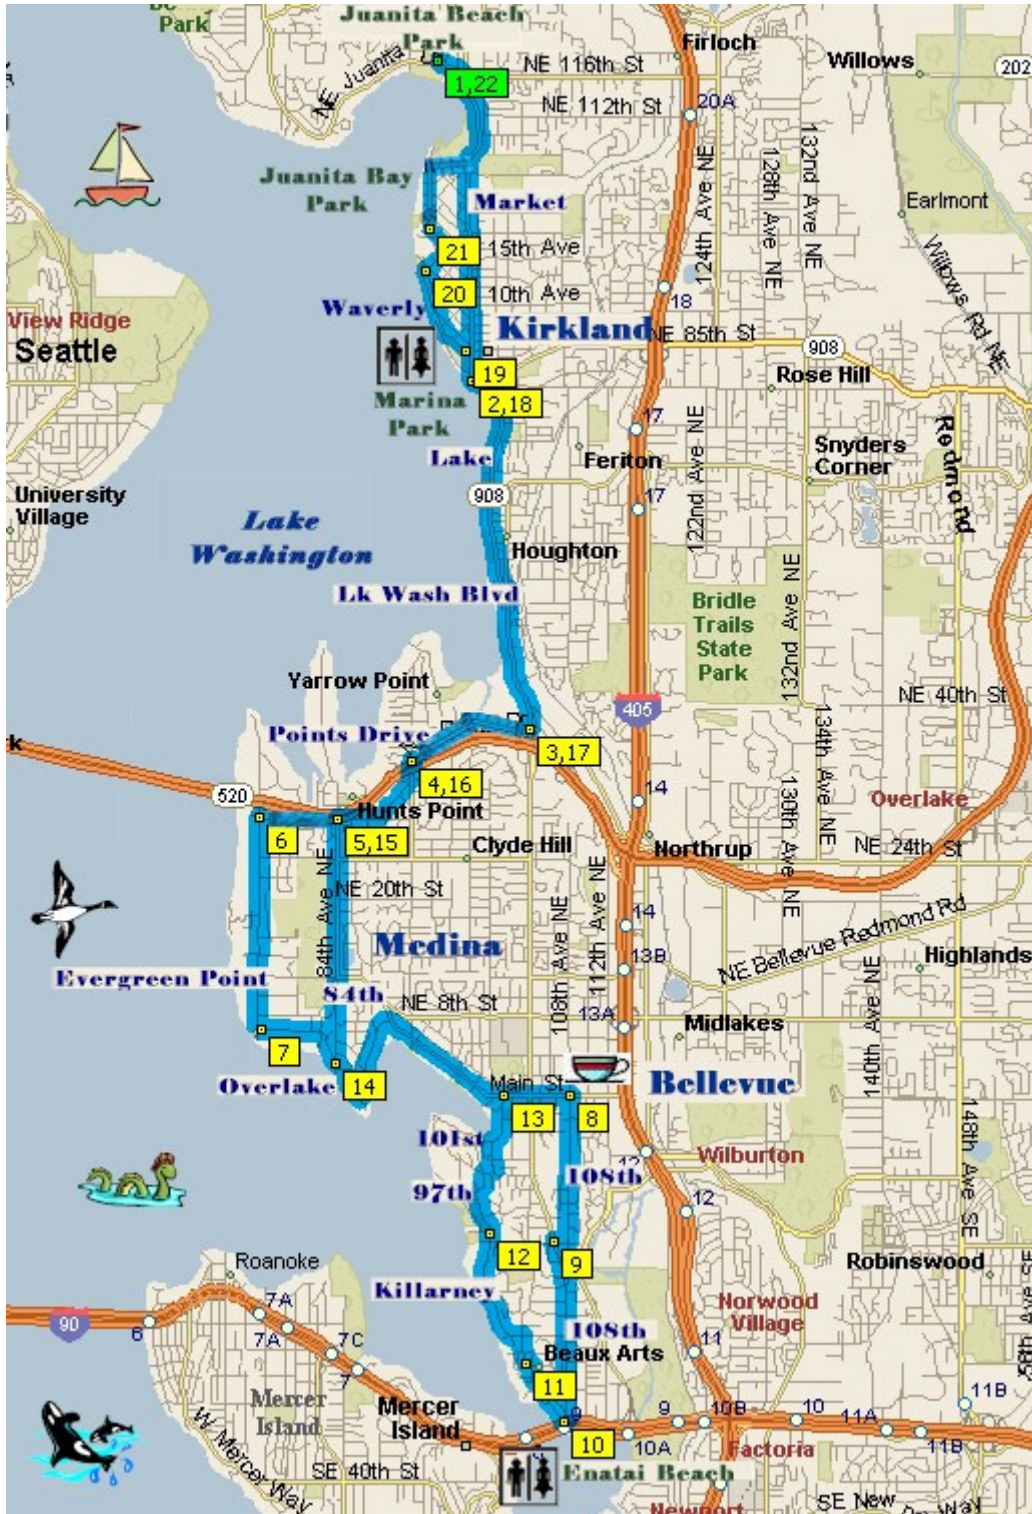 Park
Juanita Beach
Park
Firloch
Willows
202
NE Juanita
NE 116th St
1,22
NE 112th St
20A
132nd Ave NE
128th Ave NE
124th Ave NE
Juanita Bay
Park
Market
Earlmont
21
15th Ave
20
10th Ave
18
Willows Rd NE
Waverly
View Ridge
Seattle
Kirkland
NE 85th St
908
19
Rose Hill
2,18
Marina
Park
17
122nd Ave NE
Snyders
Corner
Redmond
Lake
Feriton
908
17
University
Village
Lake
Washington
Houghton
Lk Wash Blvd
Bridle
Trails
State
Park
132nd Ave NE
Yarrow Point
NE 40th St
405
134th Ave NE
Points Drive
3,17
k
4,16
520
14
130th Ave NE
Overlake
Hunts Point
6
5,15
Clyde Hill
Northrup
NE 24th St
84th Ave NE
NE 20th St
108th Ave NE
112th Ave NE
14
NE Bellevue Redmond Rd
Medina
13B
Highlands
Evergreen Point
84th
NE 8th St
13A
Midlakes
140th Ave NE
7
Overlake
14
Main St
Bellevue
13
8
148th Ave SE
101st
12
Wilburton
97th
108th
12
12
9
Robinswood
Roanoke
Killarney
Norwood
Village
7A
90
6
7A
7C
7
108th
Beaux Arts
11
11
Mercer
Island
Mercer
Island
11B
9
9
10B
10
11A
10
10A
11B
W Mercer Way
SE 40th St
Factoria
Enatai Beach
Newport
SE New
Way